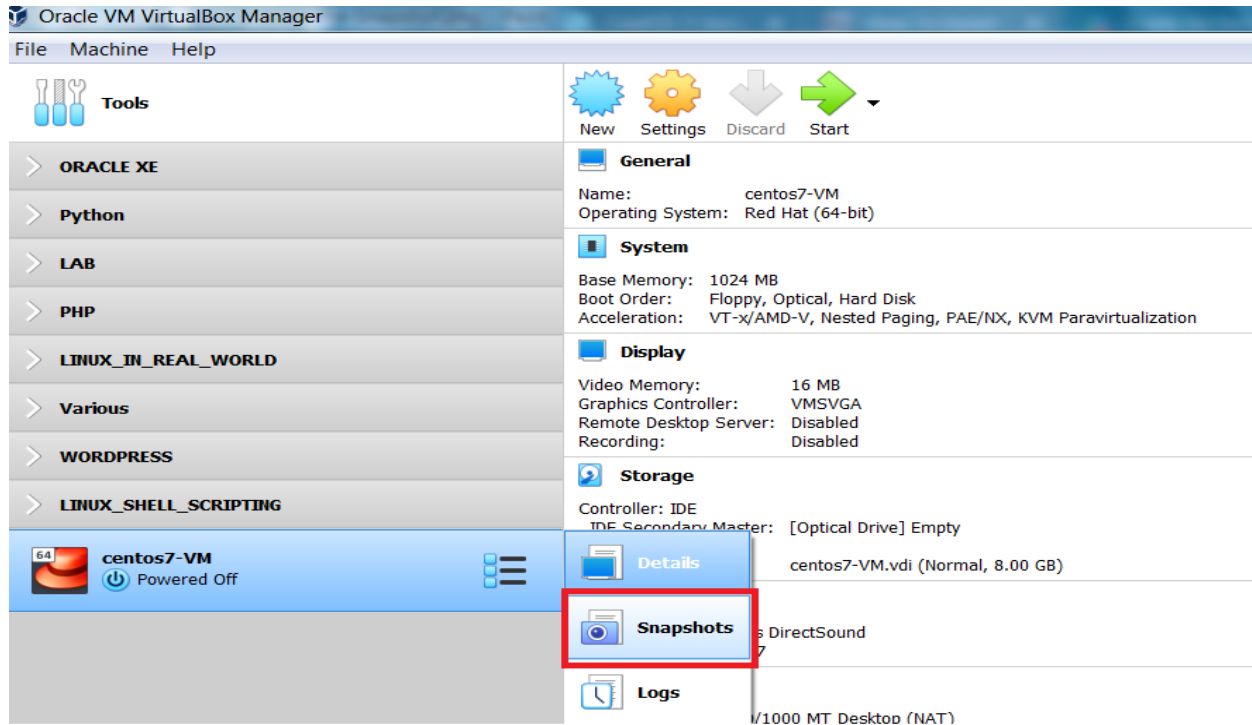 Oracle VM VirtualBox Manager
File Machine Help
Tools
New Settings Discard Start
ORACLE XE
Python
LAB
PHP
LINUX_IN_REAL_WORLD
Various
WORDPRESS
LINUX_SHELL_SCRIPTING
64
centos7-VM
Powered Off
General
Name: centos7-VM
Operating System: Red Hat (64-bit)
System
Base Memory: 1024 MB
Boot Order: Floppy, Optical, Hard Disk
Acceleration: VT-x/AMD-V, Nested Paging, PAE/NX, KVM Paravirtualization
Display
Video Memory: 16 MB
Graphics Controller: VMSVGA
Remote Desktop Server: Disabled
Recording: Disabled
Storage
Controller: IDE
IDE Secondary Master: [Optical Drive] Empty
Details
centos7-VM.vdi (Normal, 8.00 GB)
Snapshots
s DirectSound
Logs
/1000 MT Desktop (NAT)